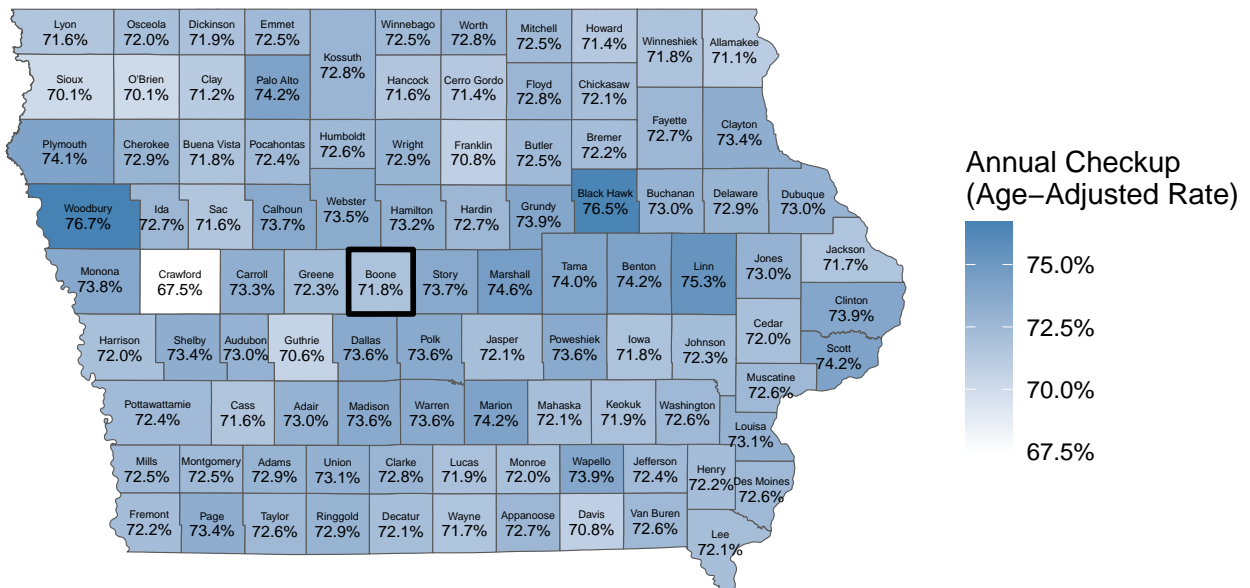 Lyon
71.6%
Osceola
72.0%
Dickinson
71.9%
Emmet
72.5%
Kossuth
72.8%
Winnebago
72.5%
Worth
72.8%
Mitchell
72.5%
Howard
71.4%
Winneshiek
71.8%
Allamakee
71.1%
Sioux
70.1%
O'Brien
70.1%
Clay
71.2%
Palo Alto
74.2%
Hancock
71.6%
Cerro Gordo
71.4%
Floyd
72.8%
Chickasaw
72.1%
Fayette
72.7%
Clayton
73.4%
Plymouth
74.1%
Cherokee
72.9%
Buena Vista
71.8%
Pocahontas
72.4%
Humboldt
72.6%
Wright
72.9%
Franklin
70.8%
Butler
72.5%
Bremer
72.2%
Woodbury
76.7%
Ida
72.7%
Sac
71.6%
Calhoun
73.7%
Webster
73.5%
Hamilton
73.2%
Hardin
72.7%
Grundy
73.9%
Black Hawk
76.5%
Buchanan
73.0%
Delaware
72.9%
Dubuque
73.0%
Monona
73.8%
Crawford
67.5%
Carroll
73.3%
Greene
72.3%
Boone
71.8%
Story
73.7%
Marshall
74.6%
Tama
74.0%
Benton
74.2%
Linn
75.3%
Jones
73.0%
Jackson
71.7%
Clinton
73.9%
Harrison
72.0%
Shelby
73.4%
Audubon
73.0%
Guthrie
70.6%
Dallas
73.6%
Polk
73.6%
Jasper
72.1%
Poweshiek
73.6%
Iowa
71.8%
Johnson
72.3%
Cedar
72.0%
Scott
74.2%
Muscatine
72.6%
Pottawattamie
72.4%
Cass
71.6%
Adair
73.0%
Madison
73.6%
Warren
73.6%
Marion
74.2%
Mahaska
72.1%
Keokuk
71.9%
Washington
72.6%
Louisa
73.1%
Mills
72.5%
Montgomery
72.5%
Adams
72.9%
Union
73.1%
Clarke
72.8%
Lucas
71.9%
Monroe
72.0%
Wapello
73.9%
Jefferson
72.4%
Henry
72.2%
Des Moines
72.6%
Fremont
72.2%
Page
73.4%
Taylor
72.6%
Ringgold
72.9%
Decatur
72.1%
Wayne
71.7%
Appanoose
72.7%
Davis
70.8%
Van Buren
72.6%
Lee
72.1%
Annual Checkup
(Age−Adjusted Rate)
75.0%
72.5%
70.0%
67.5%